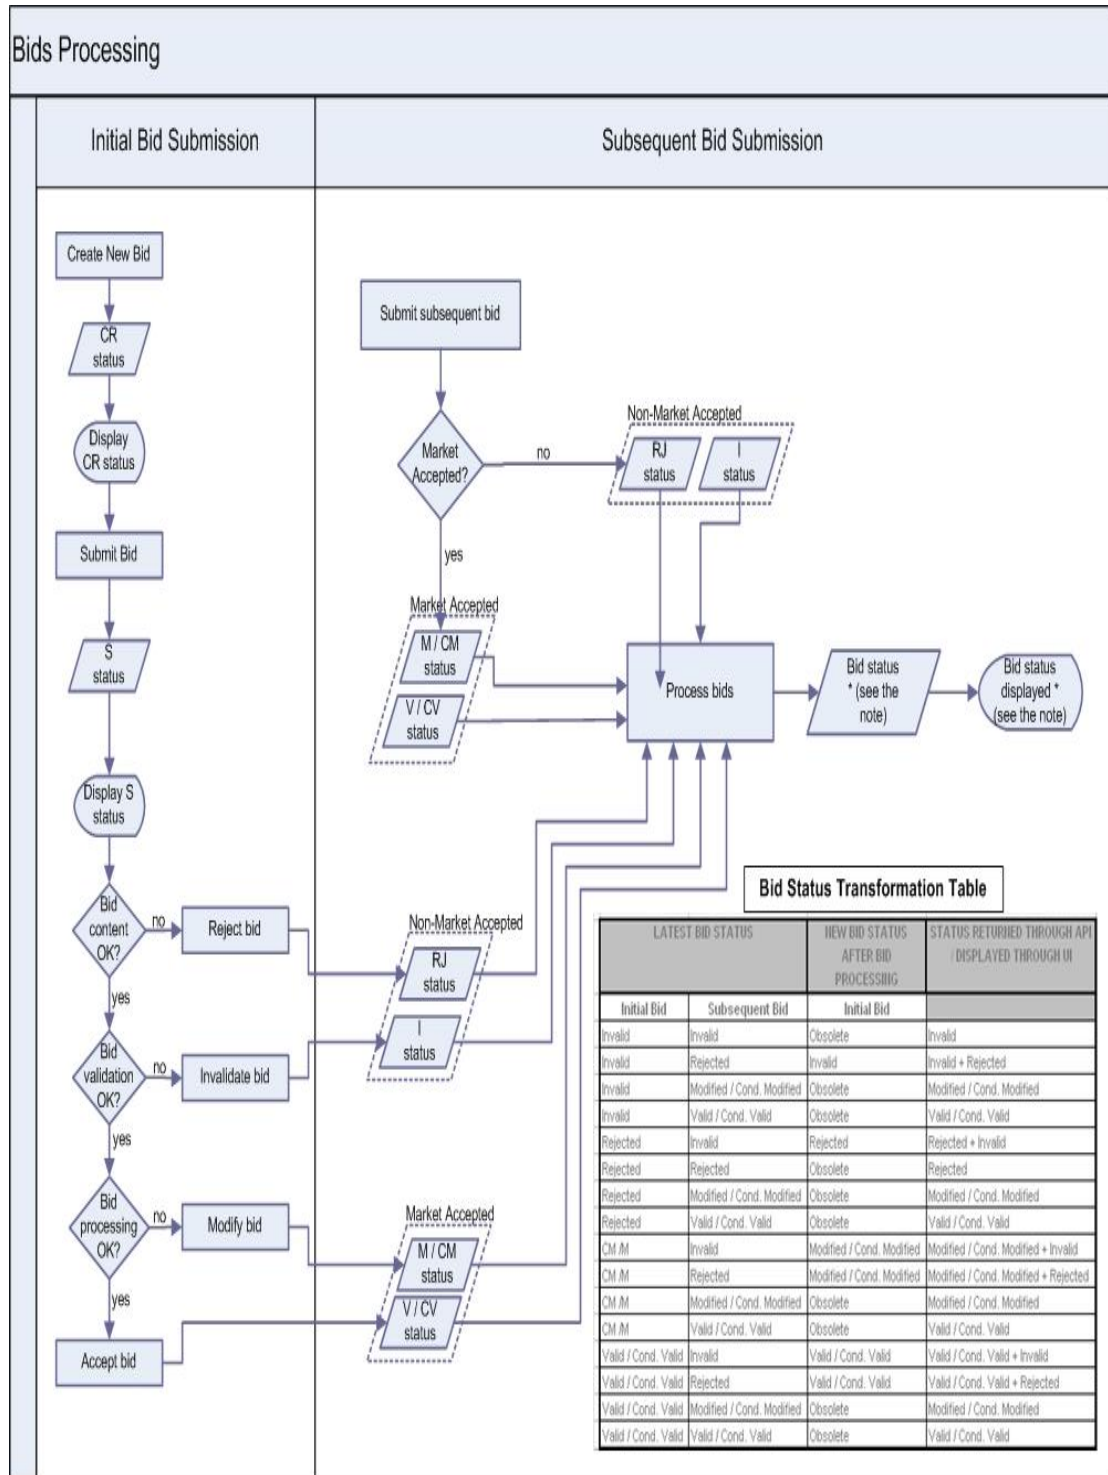 Bids Processing
Initial Bid Submission
Subsequent Bid Submission
Create New Bid
CR
status
Display
CR status
Submit Bid
S
status
Display S
status
Bid
content
OK?
no
Reject bid
yes
Bid
validation
OK?
no
Invalidate bid
yes
Bid
processing
OK?
no
Modify bid
yes
Accept bid
Submit subsequent bid
Market
Accepted?
no
yes
Non-Market Accepted
RJ
status
I
status
Market Accepted
M / CM
status
V / CV
status
Process bids
Bid status
* (see the
note)
Bid status
displayed *
(see the note)
Non-Market Accepted
RJ
status
I
status
Market Accepted
M / CM
status
V / CV
status
Bid Status Transformation Table
LATEST BID STATUS NEW BID STATUS STATUS RETURNED THROUGH API
AFTER BID / DISPLAYED THROUGH UI
PROCESSING
Initial Bid Subsequent Bid Initial Bid
Invalid Invalid Obsolete Invalid
Invalid Rejected Invalid Invalid + Rejected
Invalid Modified / Cond. Modified Obsolete Modified / Cond. Modified
Invalid Valid / Cond. Valid Obsolete Valid / Cond. Valid
Rejected Invalid Rejected Rejected + Invalid
Rejected Rejected Obsolete Rejected
Rejected Modified / Cond. Modified Obsolete Modified / Cond. Modified
Rejected Valid / Cond. Valid Obsolete Valid / Cond. Valid
CM /M Invalid Modified / Cond. Modified Modified / Cond. Modified + Invalid
CM /M Rejected Modified / Cond. Modified Modified / Cond. Modified + Rejected
CM /M Modified / Cond. Modified Obsolete Modified / Cond. Modified
CM /M Valid / Cond. Valid Obsolete Valid / Cond. Valid
Valid / Cond. Valid Invalid Valid / Cond. Valid Valid / Cond. Valid + Invalid
Valid / Cond. Valid Rejected Valid / Cond. Valid Valid / Cond. Valid + Rejected
Valid / Cond. Valid Modified / Cond. Modified Obsolete Modified / Cond. Modified
Valid / Cond. Valid Valid / Cond. Valid Obsolete Valid / Cond. Valid